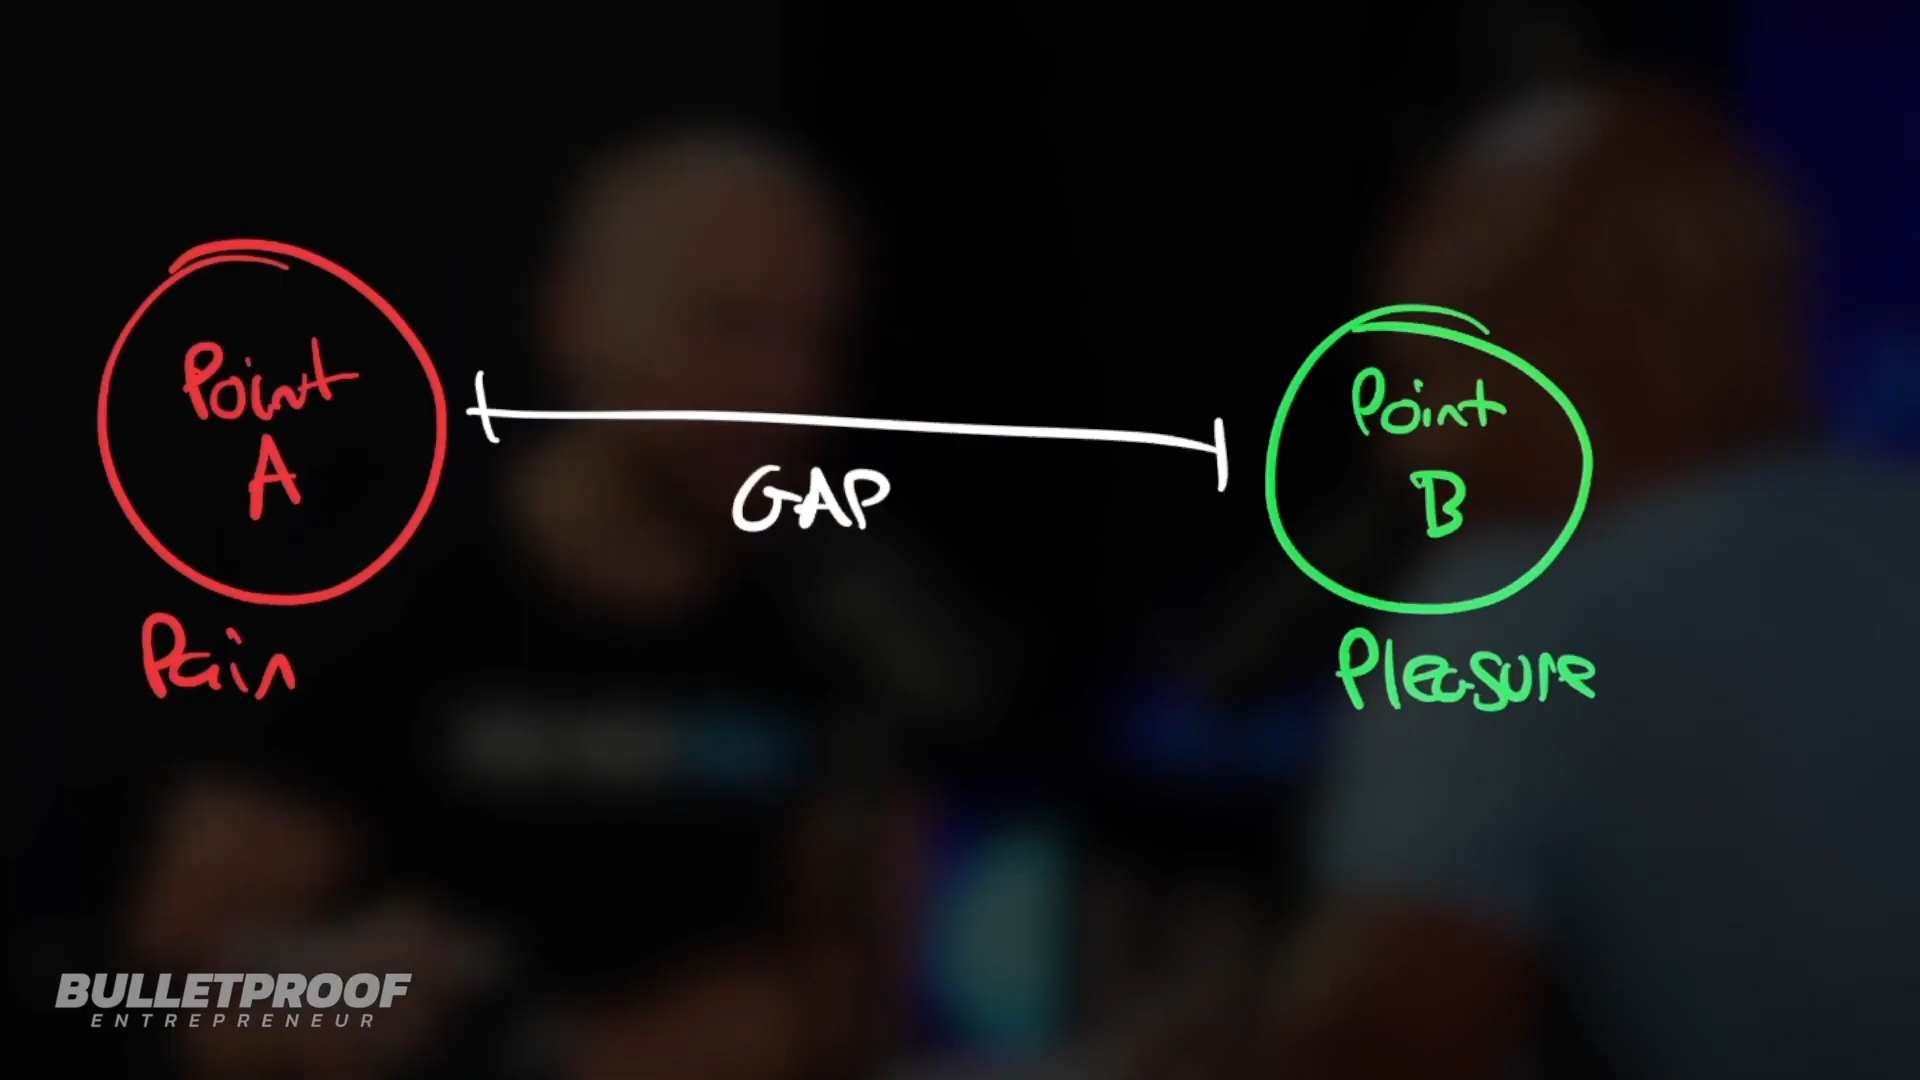 Point
A
Pain
GAP
Point
B
Pleasure
BULLETPROOF
ENTREPRENEUR